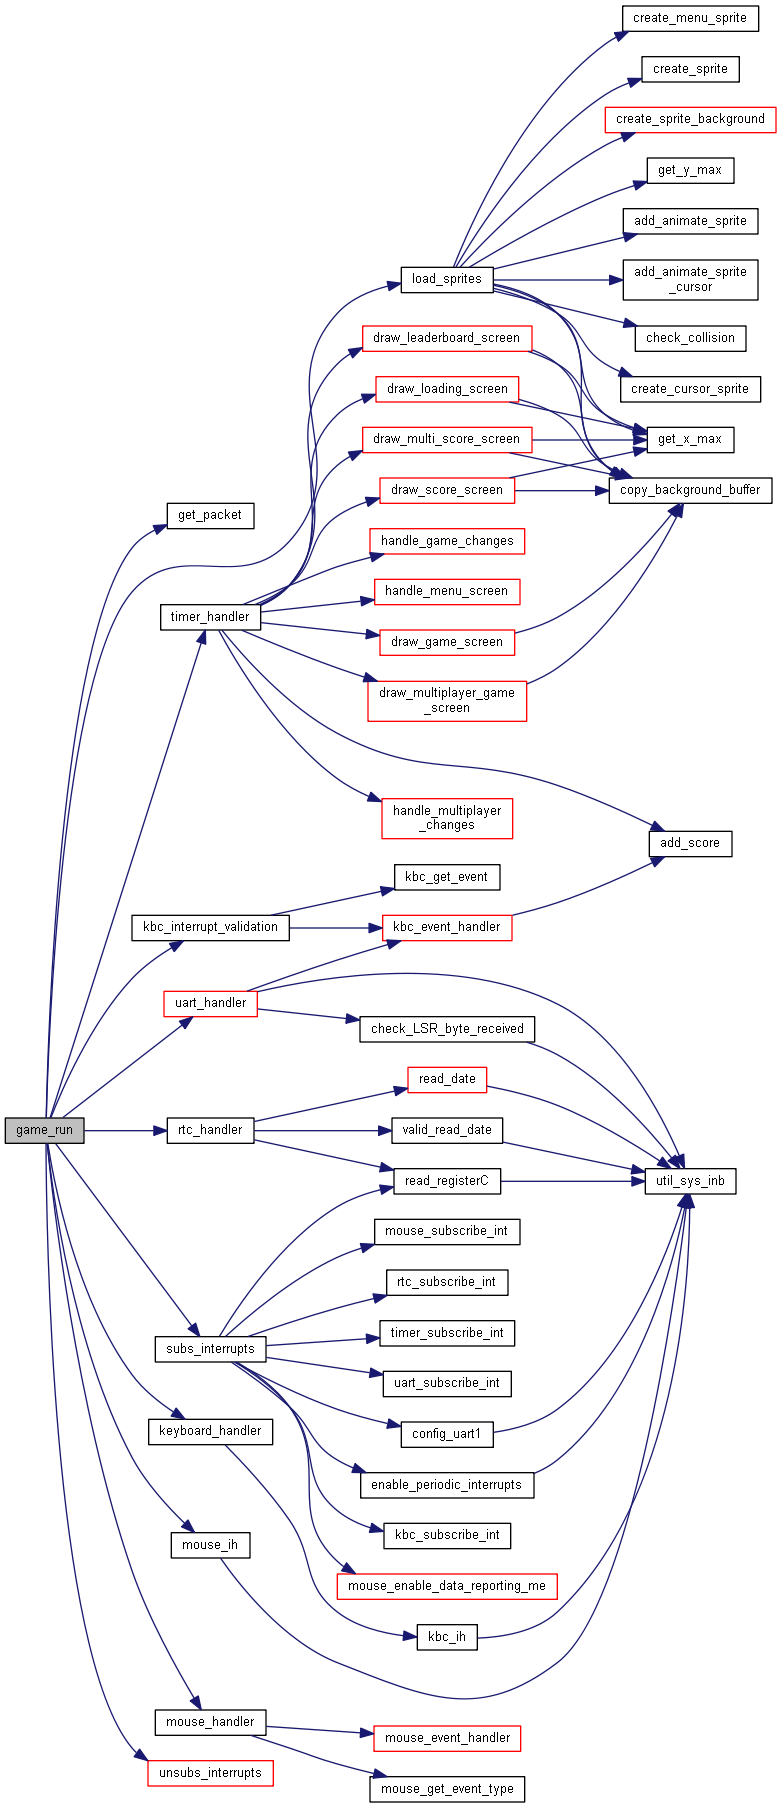 create_menu_sprite
create_sprite
create_sprite_background
get_y_max
add_animate_sprite
add_animate_sprite
_cursor
load_sprites
check_collision
draw_leaderboard_screen
create_cursor_sprite
draw_loading_screen
draw_multi_score_screen
get_x_max
draw_score_screen
copy_background_buffer
get_packet
handle_game_changes
handle_menu_screen
timer_handler
draw_game_screen
draw_multiplayer_game
_screen
handle_multiplayer
_changes
add_score
kbc_get_event
kbc_interrupt_validation
kbc_event_handler
uart_handler
check_LSR_byte_received
read_date
game_run
rtc_handler
valid_read_date
read_registerC
util_sys_inb
mouse_subscribe_int
rtc_subscribe_int
timer_subscribe_int
subs_interrupts
uart_subscribe_int
keyboard_handler
config_uart1
enable_periodic_interrupts
kbc_subscribe_int
mouse_ih
mouse_enable_data_reporting_me
kbc_ih
mouse_handler
mouse_event_handler
unsubs_interrupts
mouse_get_event_type